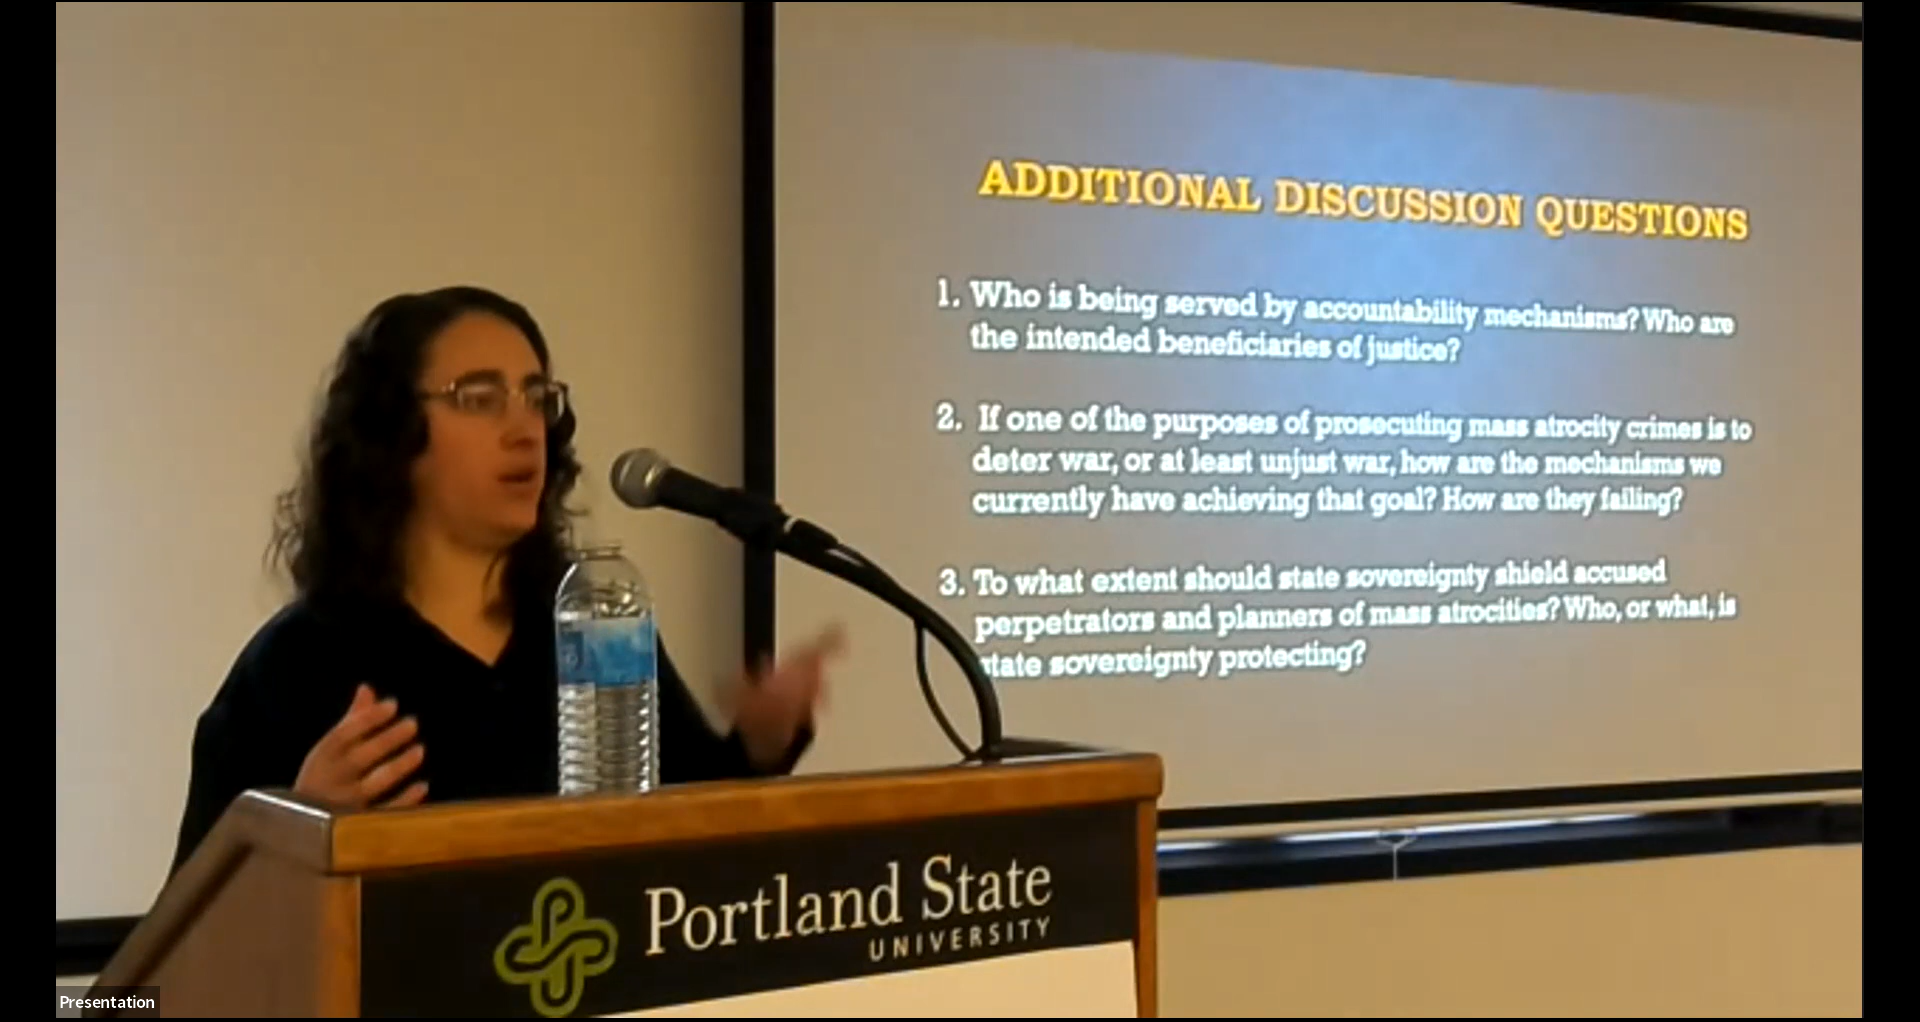 ADDITIONAL DISCUSSION QUESTIONS
1. Who is being served by accountability mechanisms? Who are
the intended beneficiaries of justice?
2. If one of the purposes of prosecuting mass atrocity crimes is to
deter war, or at least unjust war, how are the mechanisms we
currently have achieving that goal? How are they failing?
3. To what extent should state sovereignty shield accused
perpetrators and planners of mass atrocities? Who, or what, is
state sovereignty protecting?
Portland State
UNIVERSITY
Presentation